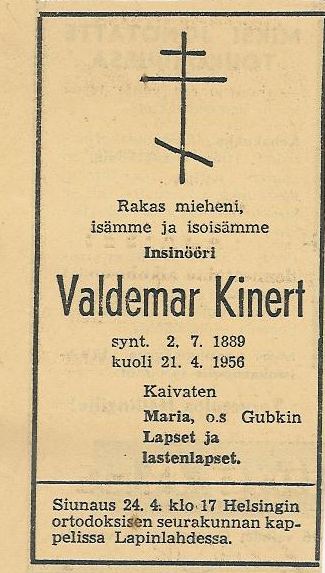 Rakas mieheni,
isämme ja isoisämme
Insinööri
Valdemar Kinert
synt. 2. 7. 1889
kuoli 21. 4. 1956
Kaivaten
Maria, o.s Gubkin
Lapset ja
lastenlapset.
Siunaus 24. 4. klo 17 Helsingin
ortodoksisen seurakunnan kap-
pelissa Lapinlahdessa.